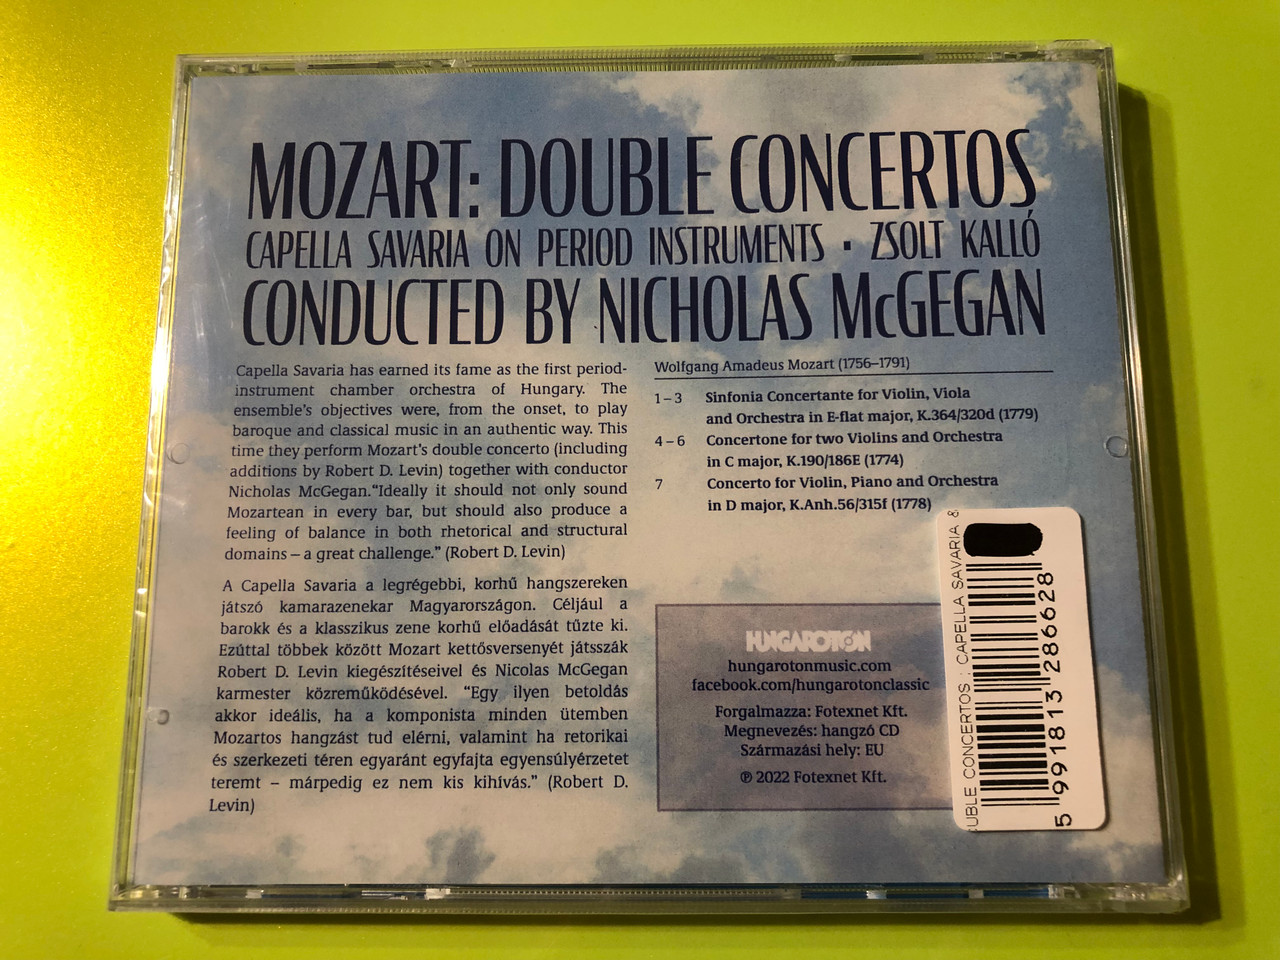 MOZART: DOUBLE CONCERTOS
CAPELLA SAVARIA ON PERIOD INSTRUMENTS · ZSOLT KALLÓ
CONDUCTED BY NICHOLAS McGEGAN
Capella Savaria has earned its fame as the first period-
instrument chamber orchestra of Hungary. The
ensemble's objectives were, from the onset, to play
baroque and classical music in an authentic way. This
time they perform Mozart's double concerto (including
additions by Robert D. Levin) together with conductor
Nicholas McGegan.“Ideally it should not only sound
Mozartean in every bar, but should also produce a
feeling of balance in both rhetorical and structural
domains – a great challenge.” (Robert D. Levin)
A Capella Savaria a legrégebbi, korhű hangszereken
játszó kamarazenekar Magyarországon. Céljául a
barokk és a klasszikus zene korhű előadását tűzte ki.
Ezúttal többek között Mozart kettősversenyét játsszák
Robert D. Levin kiegészítéseivel és Nicolas McGegan
karmester közreműködésével. “Egy ilyen betoldás
akkor ideális, ha a komponista minden ütemben
Mozartos hangzást tud elérni, valamint ha retorikai
és szerkezeti téren egyaránt egyfajta egyensúlyérzetet
teremt – márpedig ez nem kis kihívás.” (Robert D.
Levin)
Wolfgang Amadeus Mozart (1756–1791)
1 – 3 Sinfonia Concertante for Violin, Viola
and Orchestra in E-flat major, K.364/320d (1779)
4 – 6 Concertone for two Violins and Orchestra
in C major, K.190/186E (1774)
7 Concerto for Violin, Piano and Orchestra
in D major, K.Anh.56/315f (1778)
HUNGAROTON
hungarotonmusic.com
facebook.com/hungarotonclassic
Forgalmazza: Fotexnet Kft.
Megnevezés: hangzó CD
Származási hely: EU
℗ 2022 Fotexnet Kft.
UBLE CONCERTOS : CAPELLA SAVARIA &
5 991813 286628